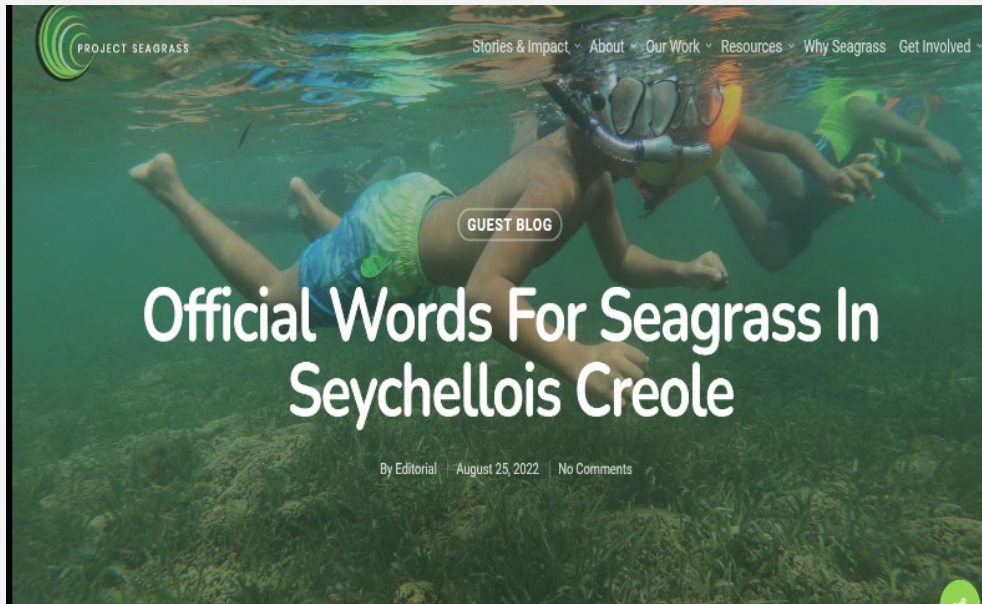 PROJECT SEAGRASS
Stories & Impact About Our Work Resources Why Seagrass Get Involved
GUEST BLOG
Official Words For Seagrass In
Seychellois Creole
By Editorial August 25, 2022 No Comments